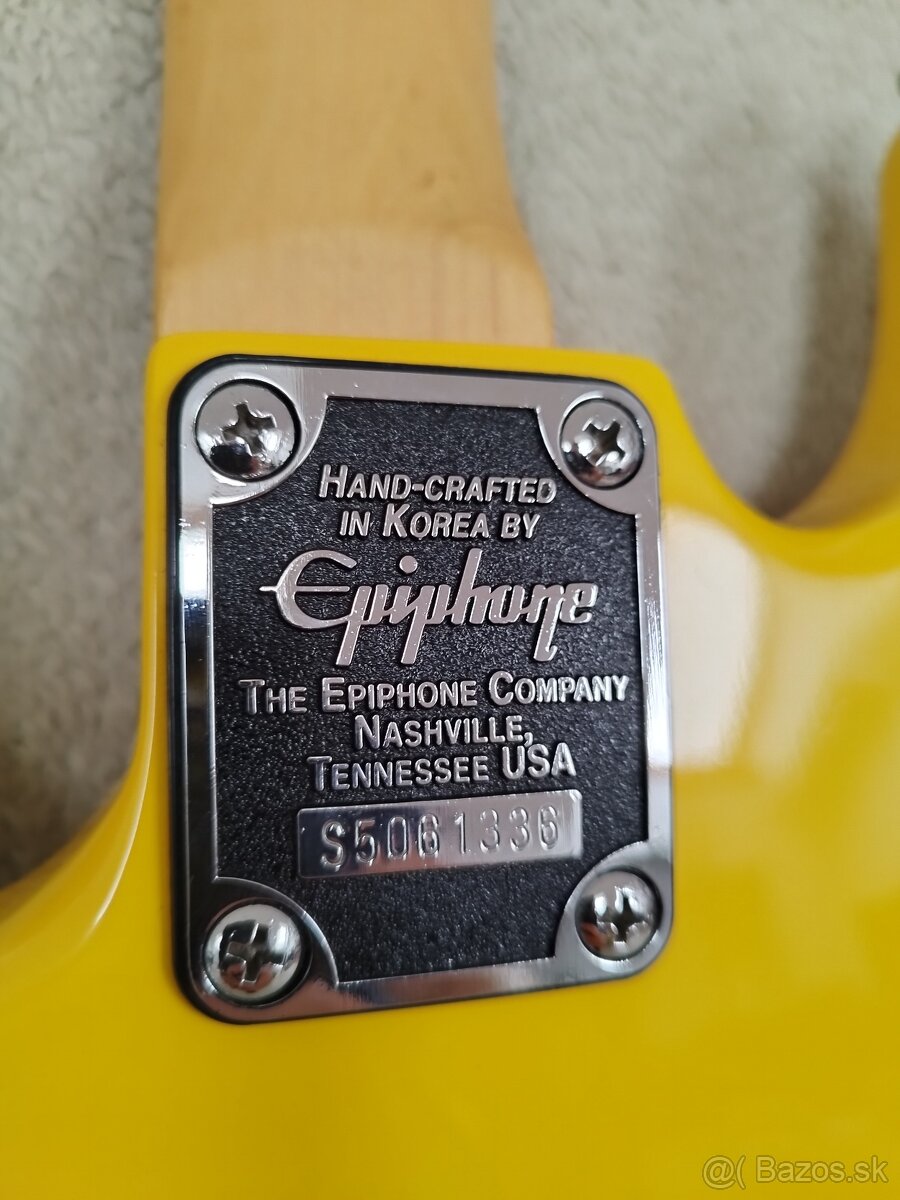 HAND-CRAFTED
IN KOREA BY
Epiphone
THE EPIPHONE COMPANY
NASHVILLE,
TENNESSEE USA
S5061336
@( Bazos.sk